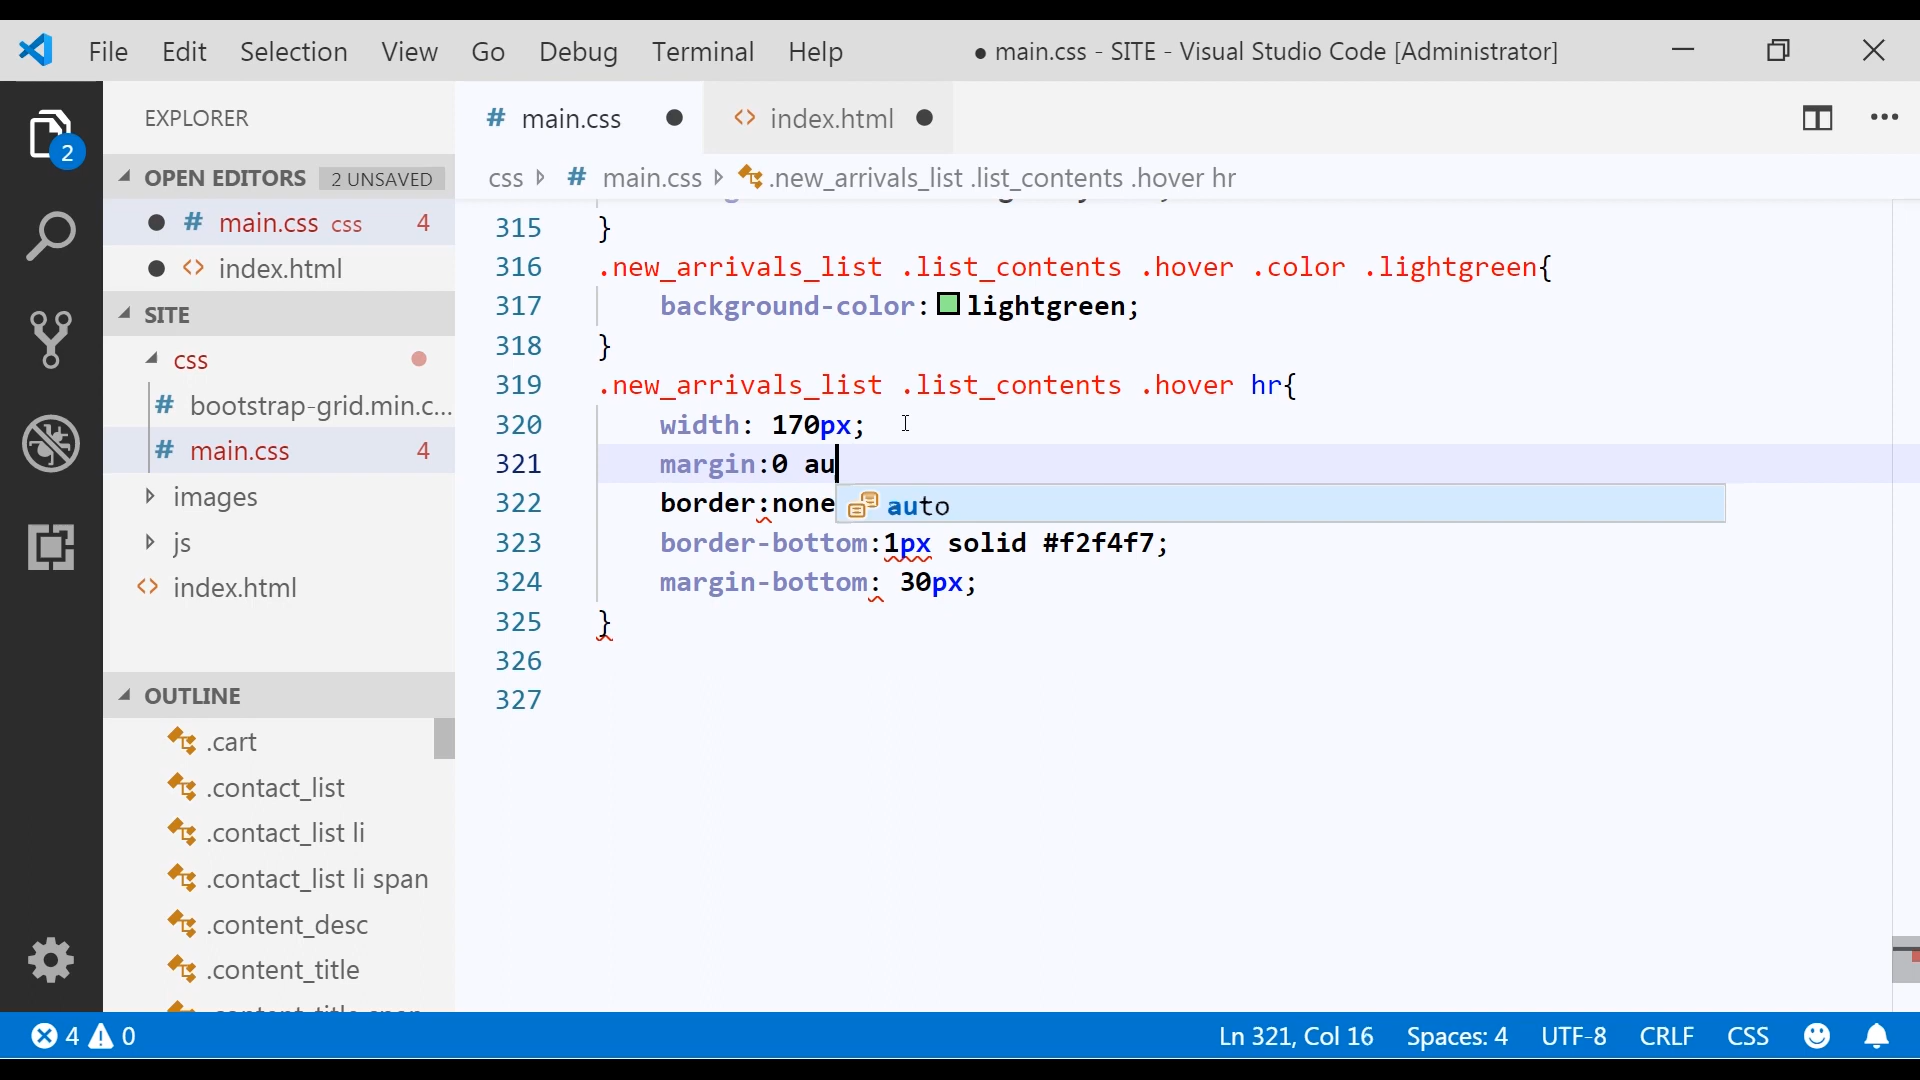 File Edit Selection View Go Debug Terminal Help ● main.css - SITE - Visual Studio Code [Administrator]
EXPLORER
# main.css ● <> index.html ●
2
OPEN EDITORS 2 UNSAVED
css > # main.css > .new_arrivals_list .list_contents .hover hr
● # main.css css 4
● <> index.html
SITE
css
# bootstrap-grid.min.c...
# main.css 4
images
js
<> index.html
OUTLINE
.cart
.contact_list
.contact_list li
.contact_list li span
.content_desc
.content_title
315 }
316 .new_arrivals_list .list_contents .hover .color .lightgreen{
317 background-color: lightgreen;
318 }
319 .new_arrivals_list .list_contents .hover hr{
320 width: 170px;
321 margin:0 au
auto
322 border:none
323 border-bottom:1px solid #f2f4f7;
324 margin-bottom: 30px;
325 }
326
327
4 0 Ln 321, Col 16 Spaces: 4 UTF-8 CRLF CSS